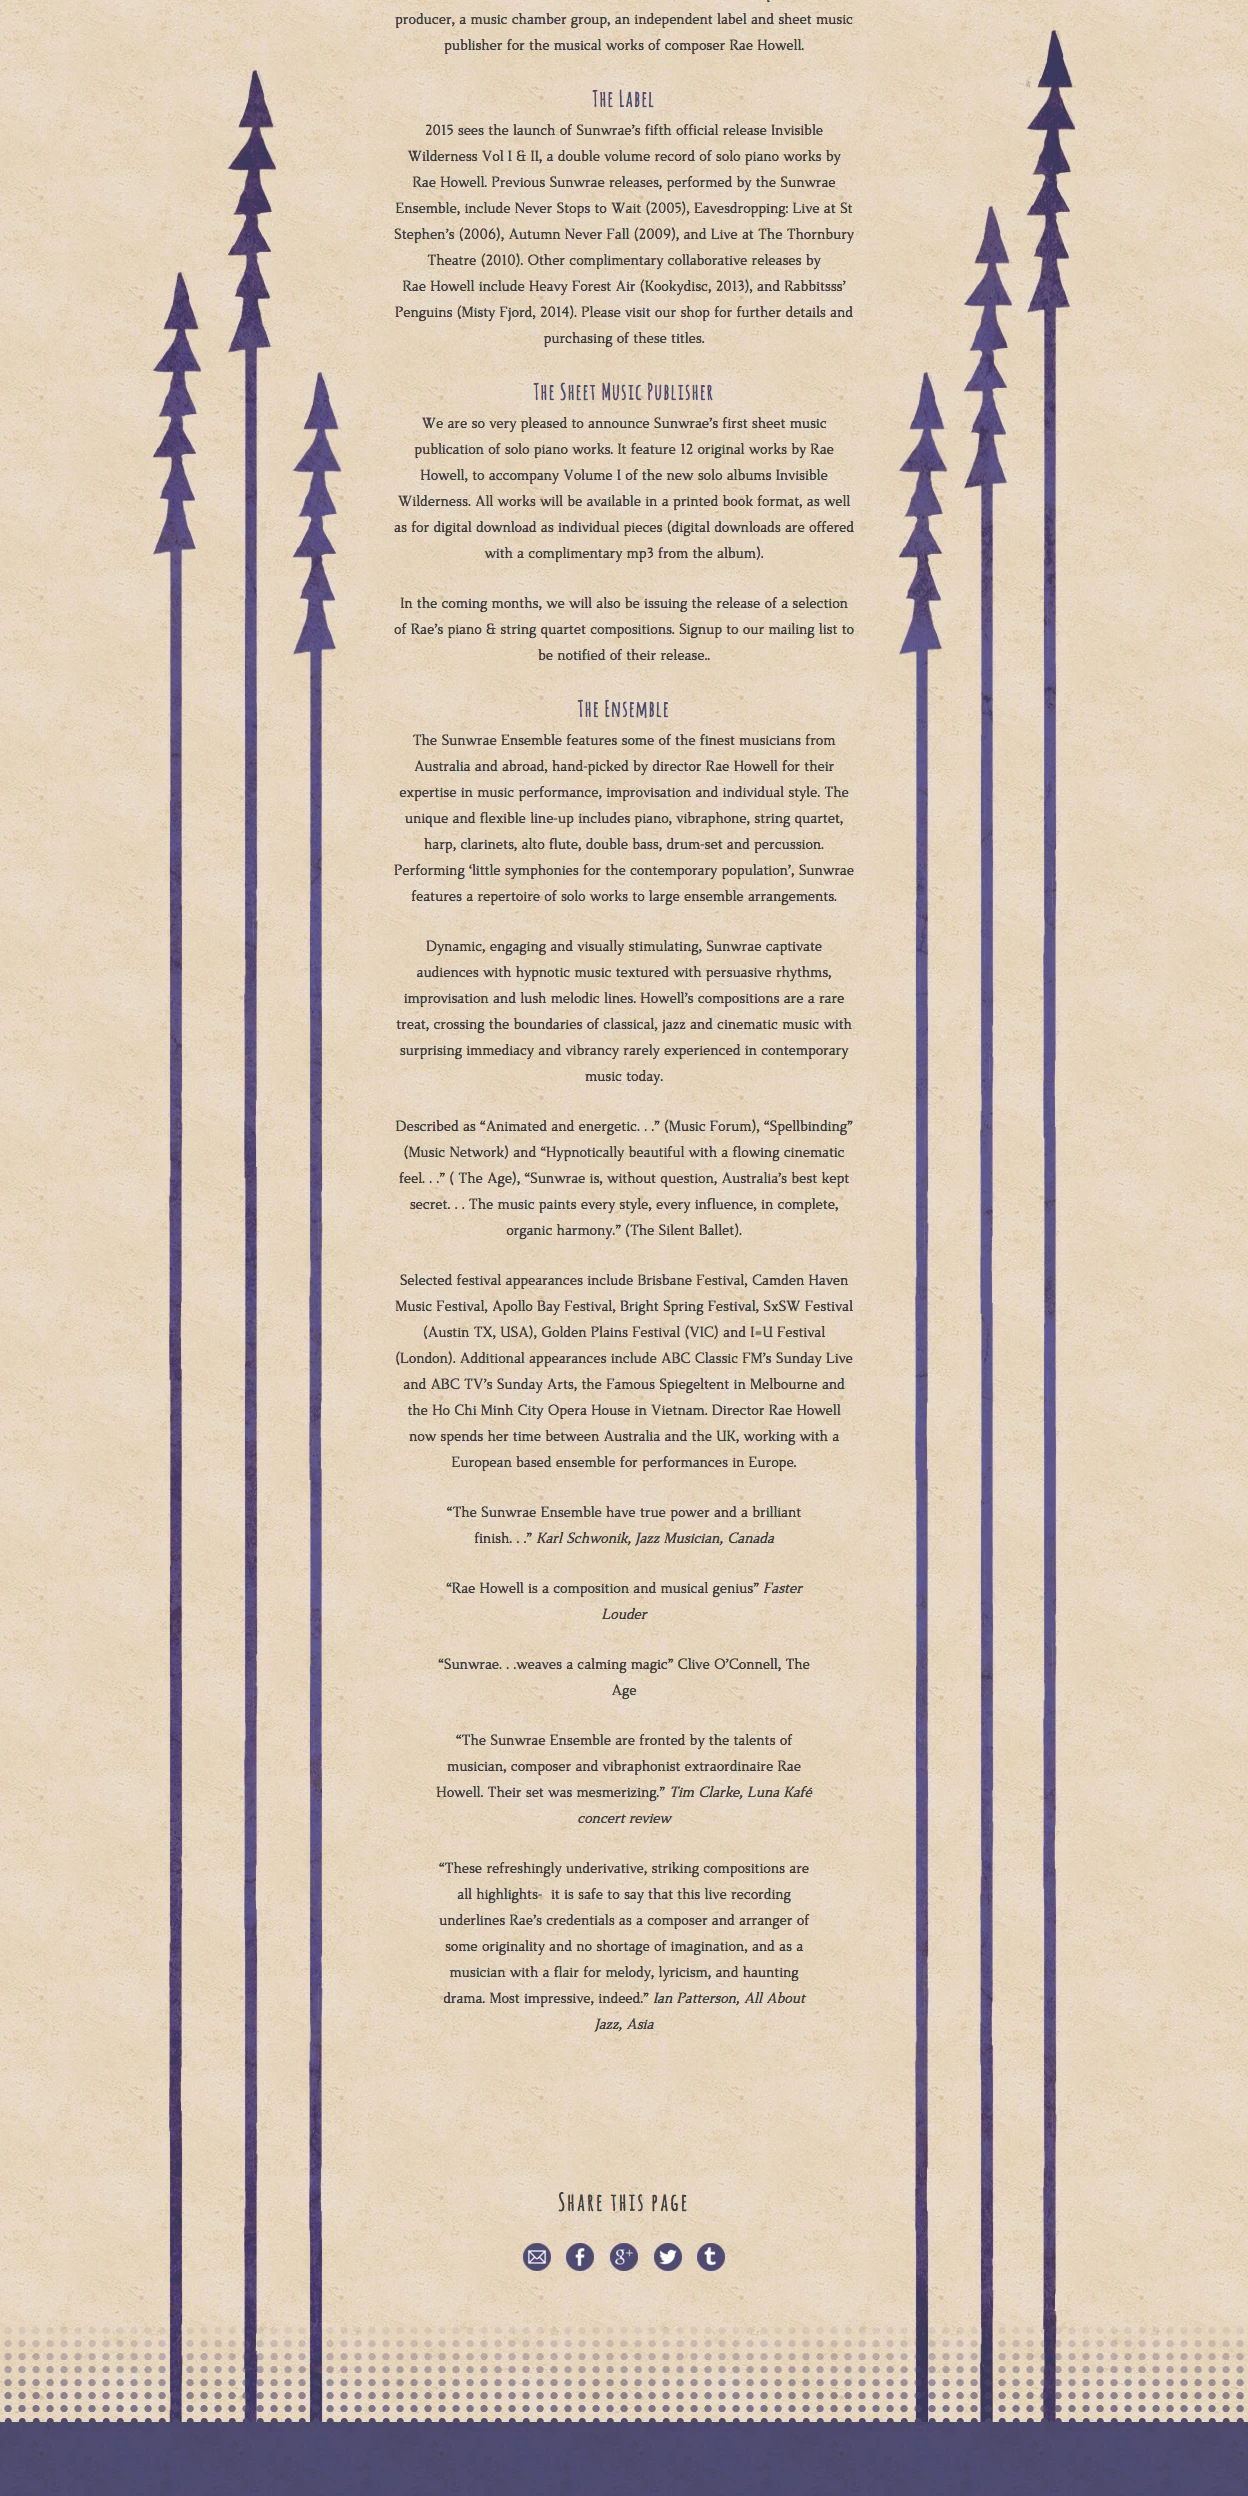 producer, a music chamber group, an independent label and sheet music
publisher for the musical works of composer Rae Howell.
The Label
2015 sees the launch of Sunwrae’s fifth official release Invisible
Wilderness Vol I & II, a double volume record of solo piano works by
Rae Howell. Previous Sunwrae releases, performed by the Sunwrae
Ensemble, include Never Stops to Wait (2005), Eavesdropping: Live at St
Stephen’s (2006), Autumn Never Fall (2009), and Live at The Thornbury
Theatre (2010). Other complimentary collaborative releases by
Rae Howell include Heavy Forest Air (Kookydisc, 2013), and Rabbitsss’
Penguins (Misty Fjord, 2014). Please visit our shop for further details and
purchasing of these titles.
The Sheet Music Publisher
We are so very pleased to announce Sunwrae’s first sheet music
publication of solo piano works. It feature 12 original works by Rae
Howell, to accompany Volume I of the new solo albums Invisible
Wilderness. All works will be available in a printed book format, as well
as for digital download as individual pieces (digital downloads are offered
with a complimentary mp3 from the album).
In the coming months, we will also be issuing the release of a selection
of Rae’s piano & string quartet compositions. Signup to our mailing list to
be notified of their release..
The Ensemble
The Sunwrae Ensemble features some of the finest musicians from
Australia and abroad, hand-picked by director Rae Howell for their
expertise in music performance, improvisation and individual style. The
unique and flexible line-up includes piano, vibraphone, string quartet,
harp, clarinets, alto flute, double bass, drum-set and percussion.
Performing ‘little symphonies for the contemporary population’, Sunwrae
features a repertoire of solo works to large ensemble arrangements.
Dynamic, engaging and visually stimulating, Sunwrae captivate
audiences with hypnotic music textured with persuasive rhythms,
improvisation and lush melodic lines. Howell’s compositions are a rare
treat, crossing the boundaries of classical, jazz and cinematic music with
surprising immediacy and vibrancy rarely experienced in contemporary
music today.
Described as “Animated and energetic. . .” (Music Forum), “Spellbinding”
(Music Network) and “Hypnotically beautiful with a flowing cinematic
feel. . .” ( The Age), “Sunwrae is, without question, Australia’s best kept
secret. . . The music paints every style, every influence, in complete,
organic harmony.” (The Silent Ballet).
Selected festival appearances include Brisbane Festival, Camden Haven
Music Festival, Apollo Bay Festival, Bright Spring Festival, SxSW Festival
(Austin TX, USA), Golden Plains Festival (VIC) and I=U Festival
(London). Additional appearances include ABC Classic FM’s Sunday Live
and ABC TV’s Sunday Arts, the Famous Spiegeltent in Melbourne and
the Ho Chi Minh City Opera House in Vietnam. Director Rae Howell
now spends her time between Australia and the UK, working with a
European based ensemble for performances in Europe.
“The Sunwrae Ensemble have true power and a brilliant
finish. . .” Karl Schwonik, Jazz Musician, Canada
“Rae Howell is a composition and musical genius” Faster
Louder
“Sunwrae. . .weaves a calming magic” Clive O’Connell, The
Age
“The Sunwrae Ensemble are fronted by the talents of
musician, composer and vibraphonist extraordinaire Rae
Howell. Their set was mesmerizing.” Tim Clarke, Luna Kafé
concert review
“These refreshingly underivative, striking compositions are
all highlights-  it is safe to say that this live recording
underlines Rae’s credentials as a composer and arranger of
some originality and no shortage of imagination, and as a
musician with a flair for melody, lyricism, and haunting
drama. Most impressive, indeed.” Ian Patterson, All About
Jazz, Asia
Share this page